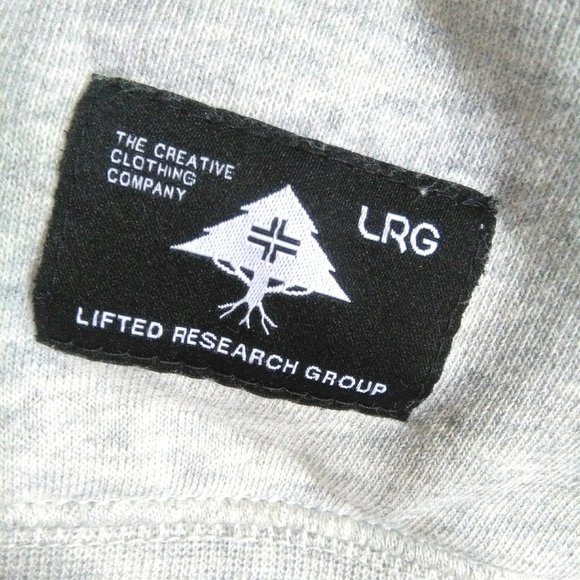 THE CREATIVE
CLOTHING
COMPANY
LRG
LIFTED RESEARCH GROUP